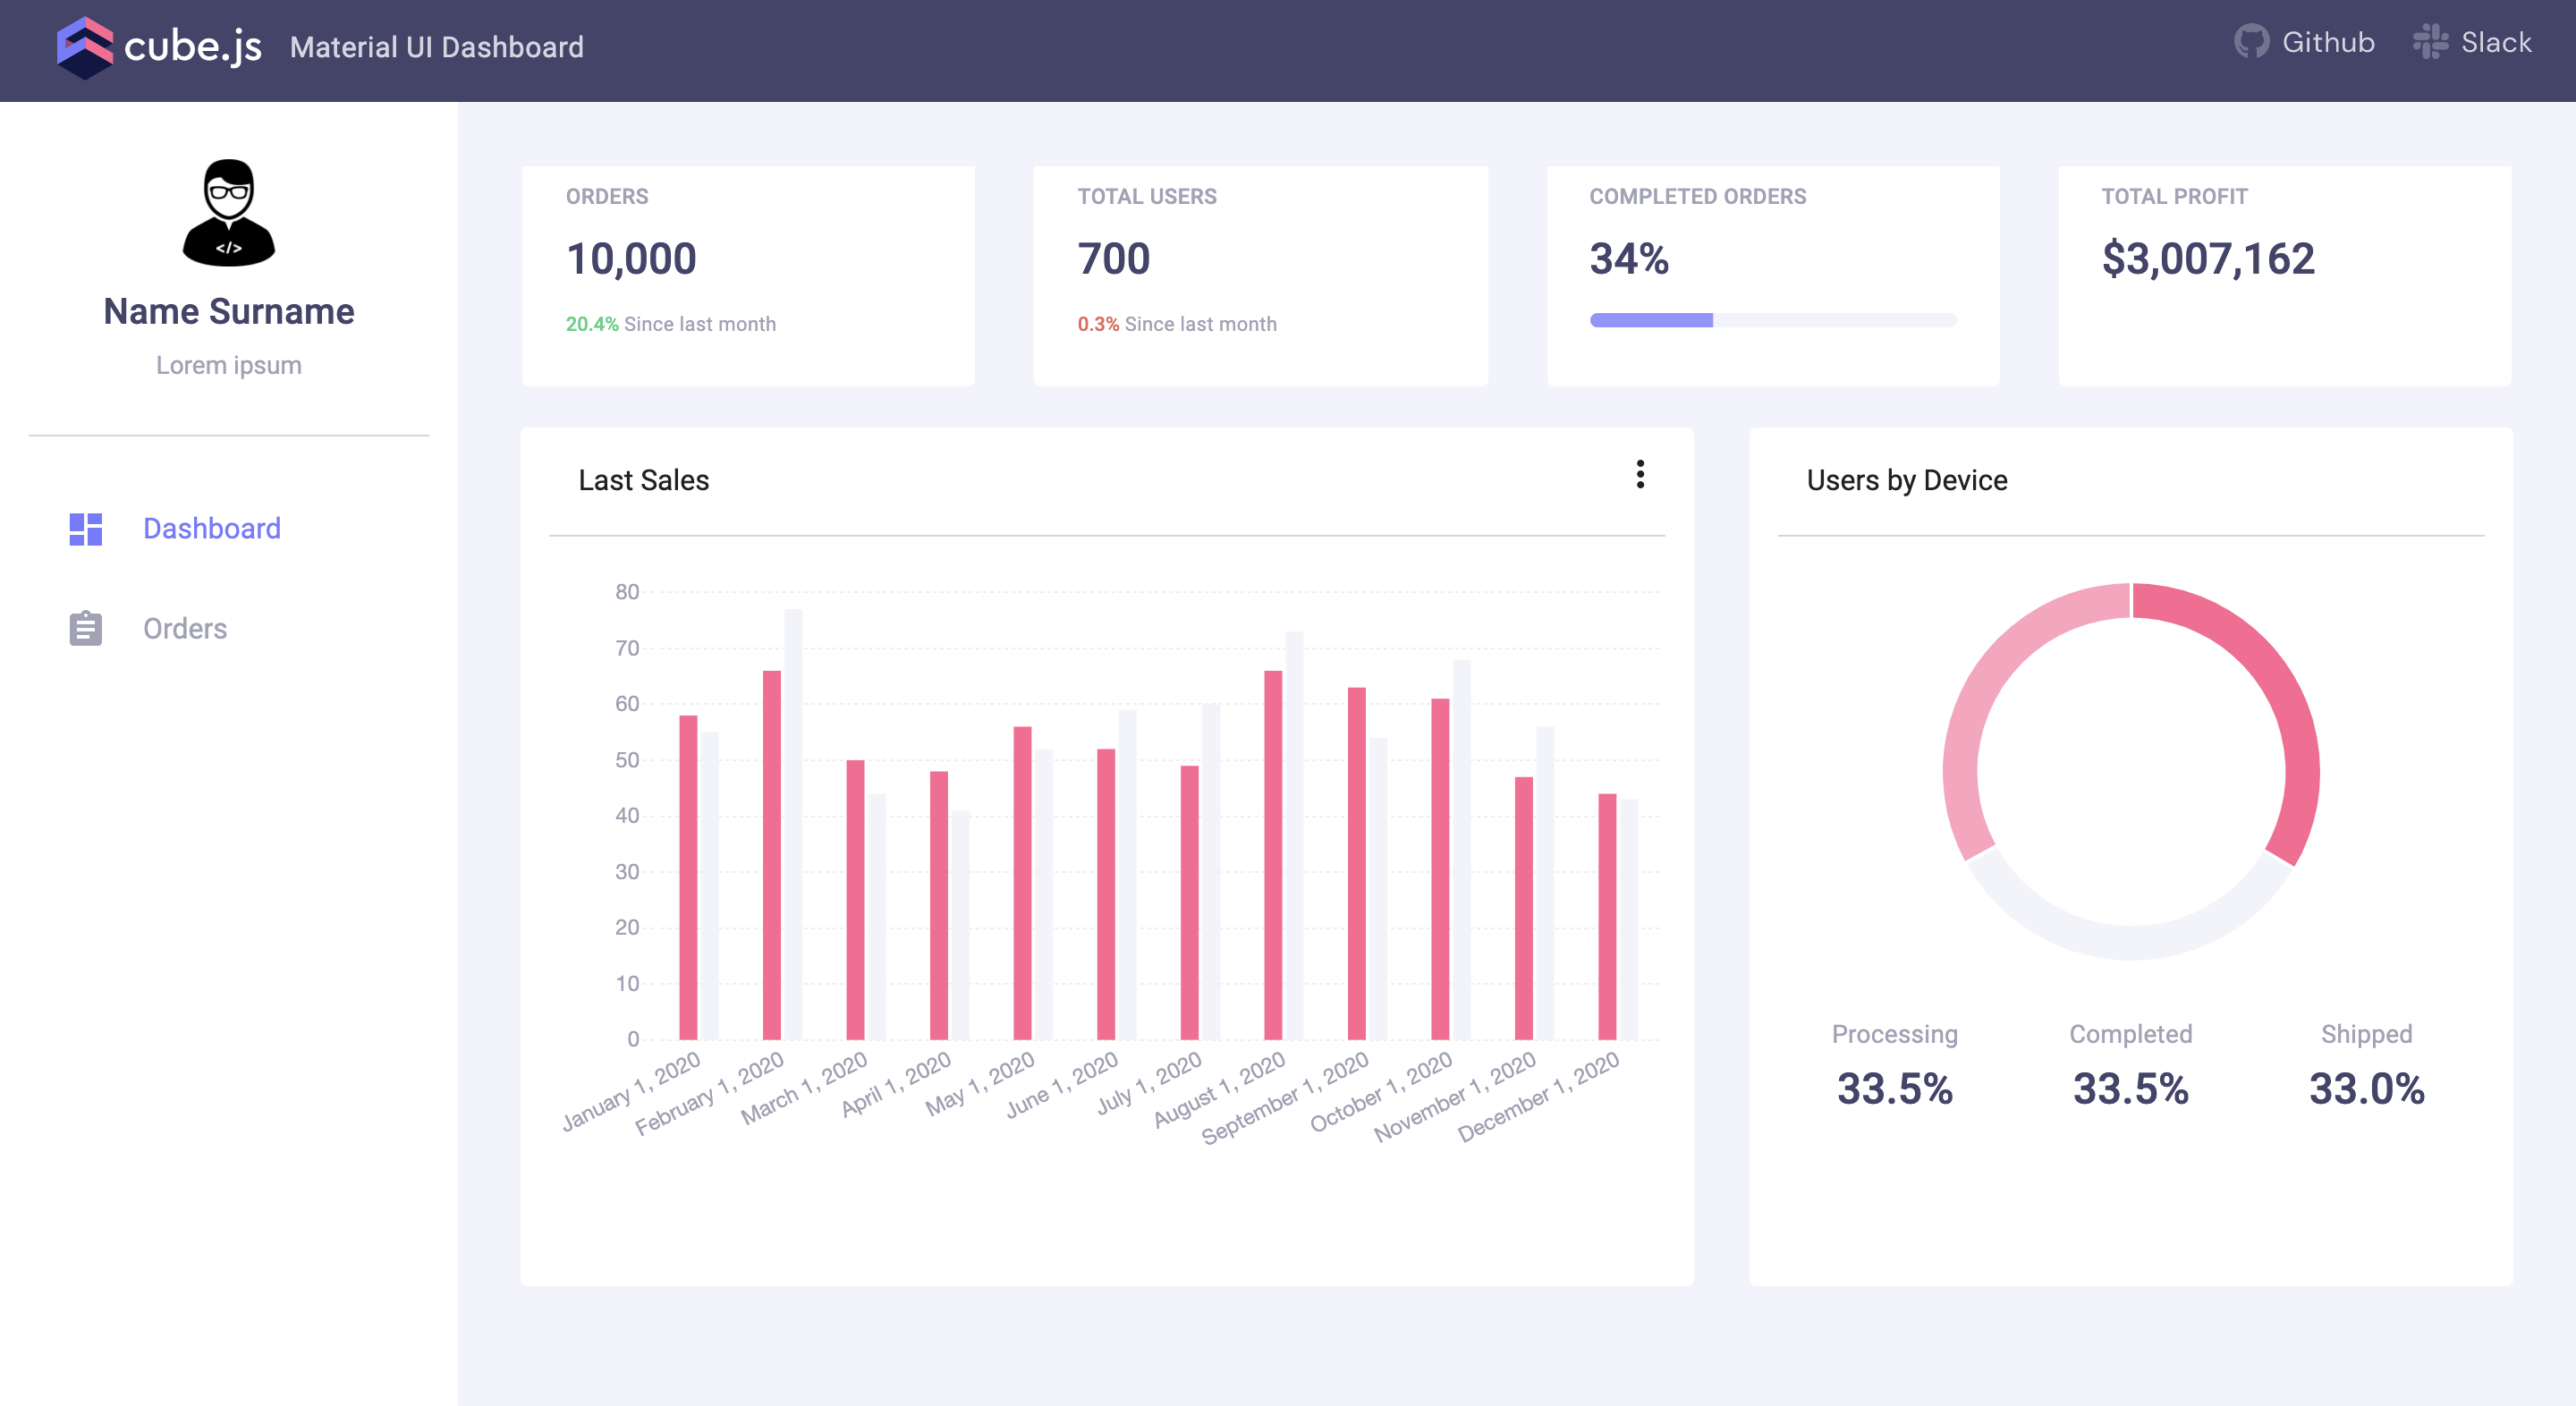 cube.js Material UI Dashboard Github Slack
</>
Name Surname
Lorem ipsum
Dashboard
Orders
ORDERS
10,000
20.4% Since last month
TOTAL USERS
700
0.3% Since last month
COMPLETED ORDERS
34%
TOTAL PROFIT
$3,007,162
Last Sales
80
70
60
50
40
30
20
10
0
January 1, 2020
February 1, 2020
March 1, 2020
April 1, 2020
May 1, 2020
June 1, 2020
July 1, 2020
August 1, 2020
September 1, 2020
October 1, 2020
November 1, 2020
December 1, 2020
Users by Device
Processing
33.5%
Completed
33.5%
Shipped
33.0%